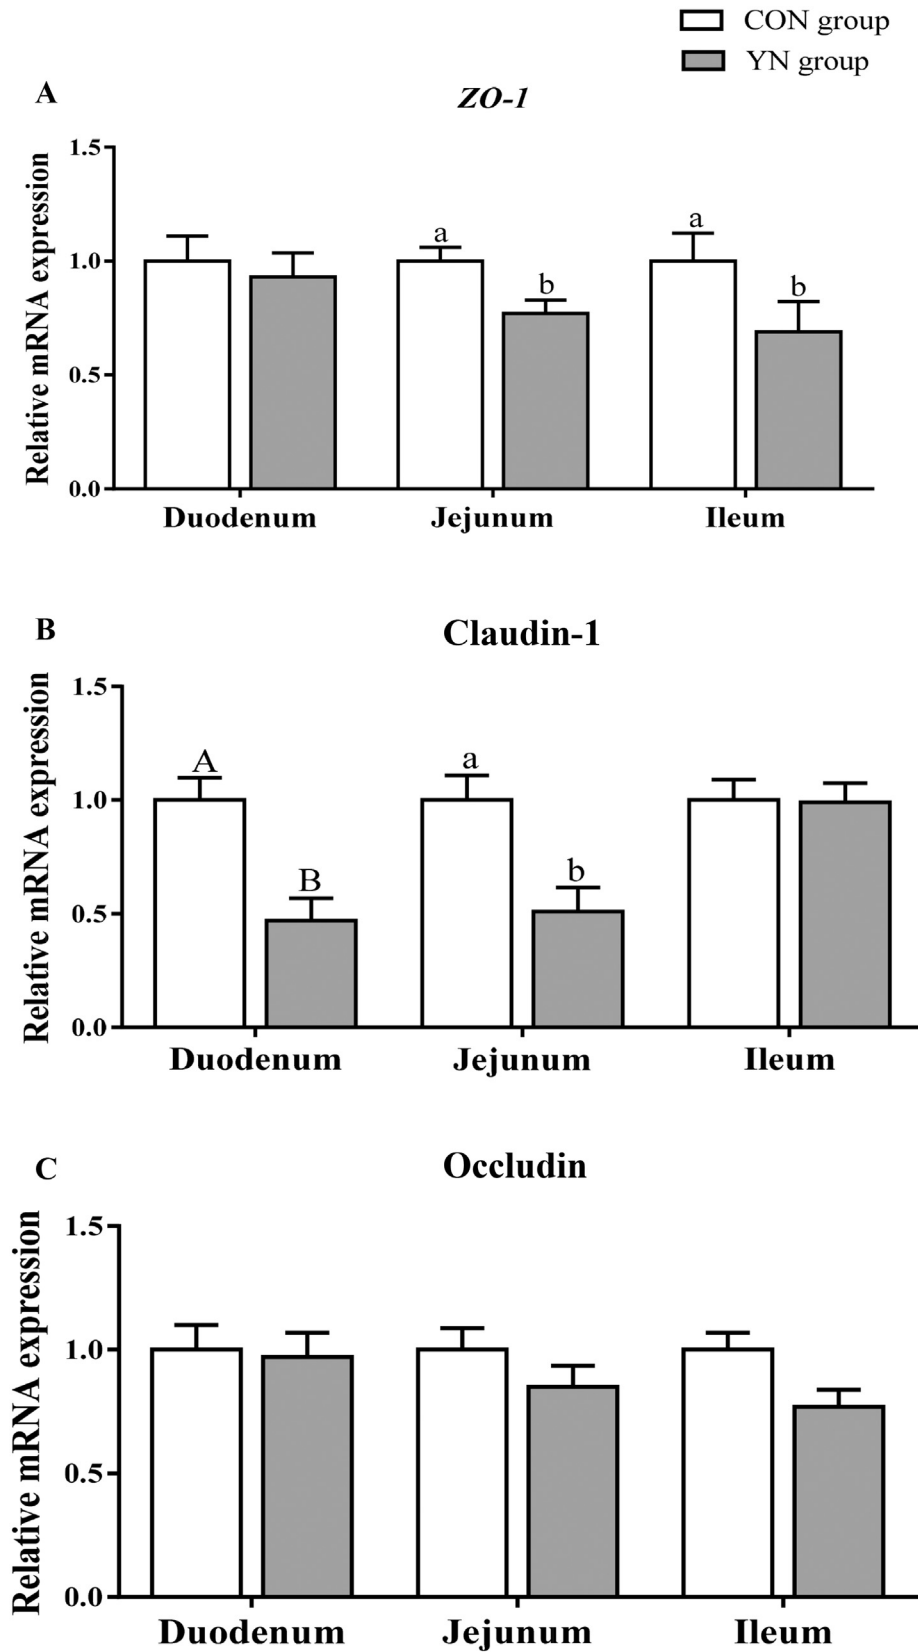 CON group
YN group
A
ZO-1
Relative mRNA expression
1.5
1.0
0.5
0.0
a
b
a
b
Duodenum
Jejunum
Ileum
B
Claudin-1
Relative mRNA expression
1.5
1.0
0.5
0.0
A
B
a
b
Duodenum
Jejunum
Ileum
C
Occludin
Relative mRNA expression
1.5
1.0
0.5
0.0
Duodenum
Jejunum
Ileum